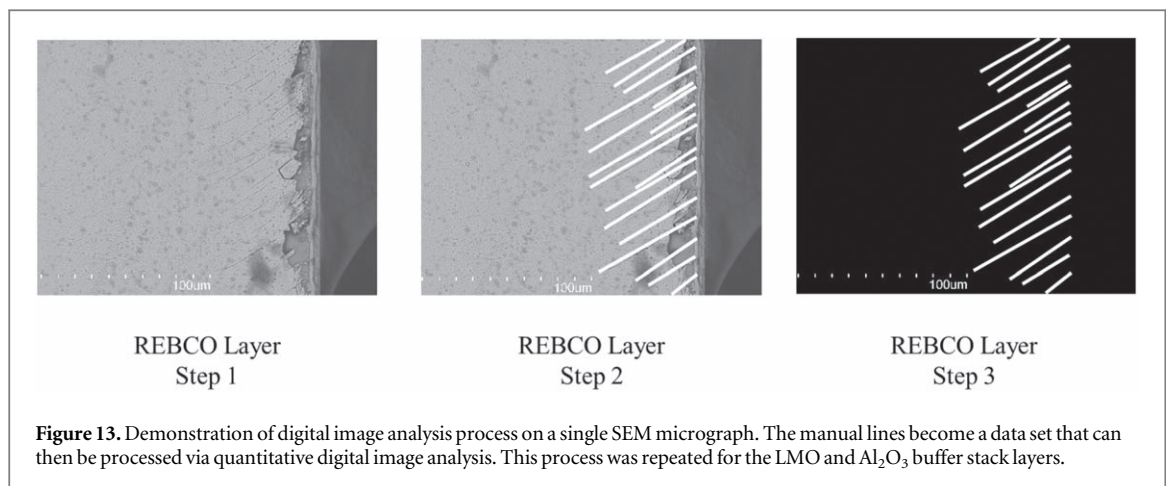 100um
100um
100um
REBCO Layer
Step 1
REBCO Layer
Step 2
REBCO Layer
Step 3
Figure 13. Demonstration of digital image analysis process on a single SEM micrograph. The manual lines become a data set that can
then be processed via quantitative digital image analysis. This process was repeated for the LMO and Al₂O₃ buffer stack layers.